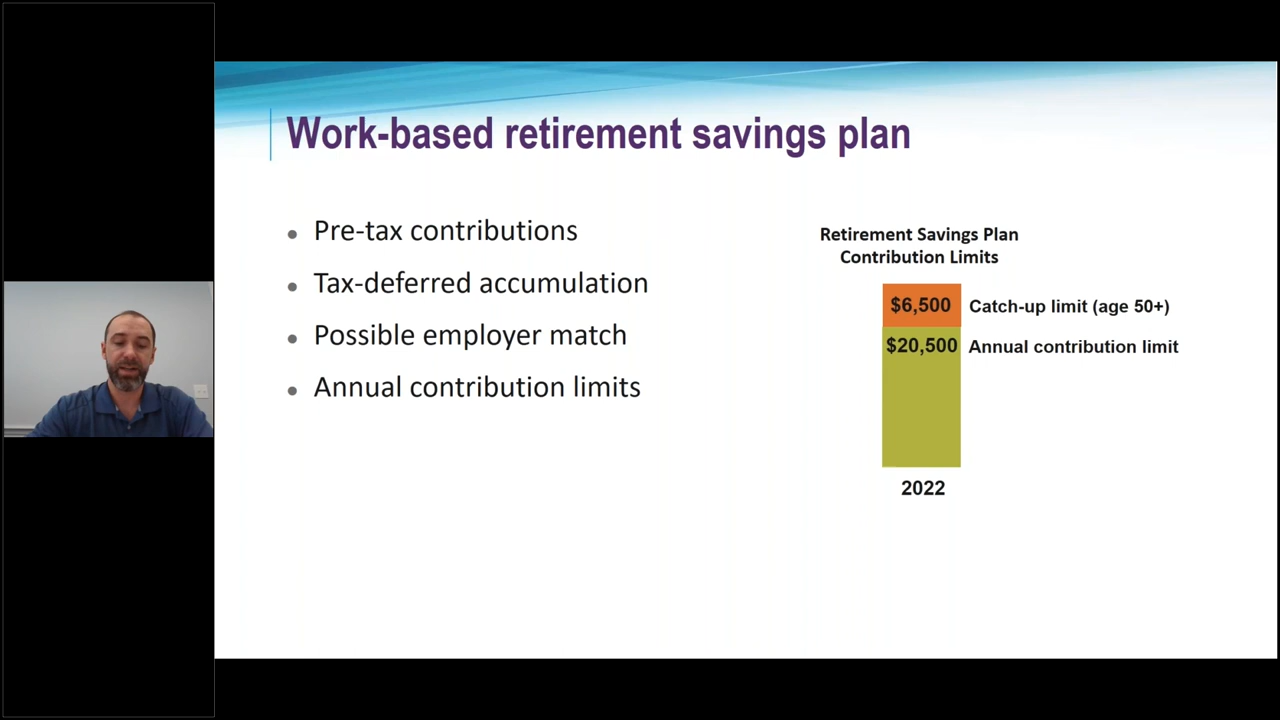 Work-based retirement savings plan
Pre-tax contributions
Tax-deferred accumulation
Possible employer match
Annual contribution limits
Retirement Savings Plan
Contribution Limits
$6,500 Catch-up limit (age 50+)
$20,500 Annual contribution limit
2022